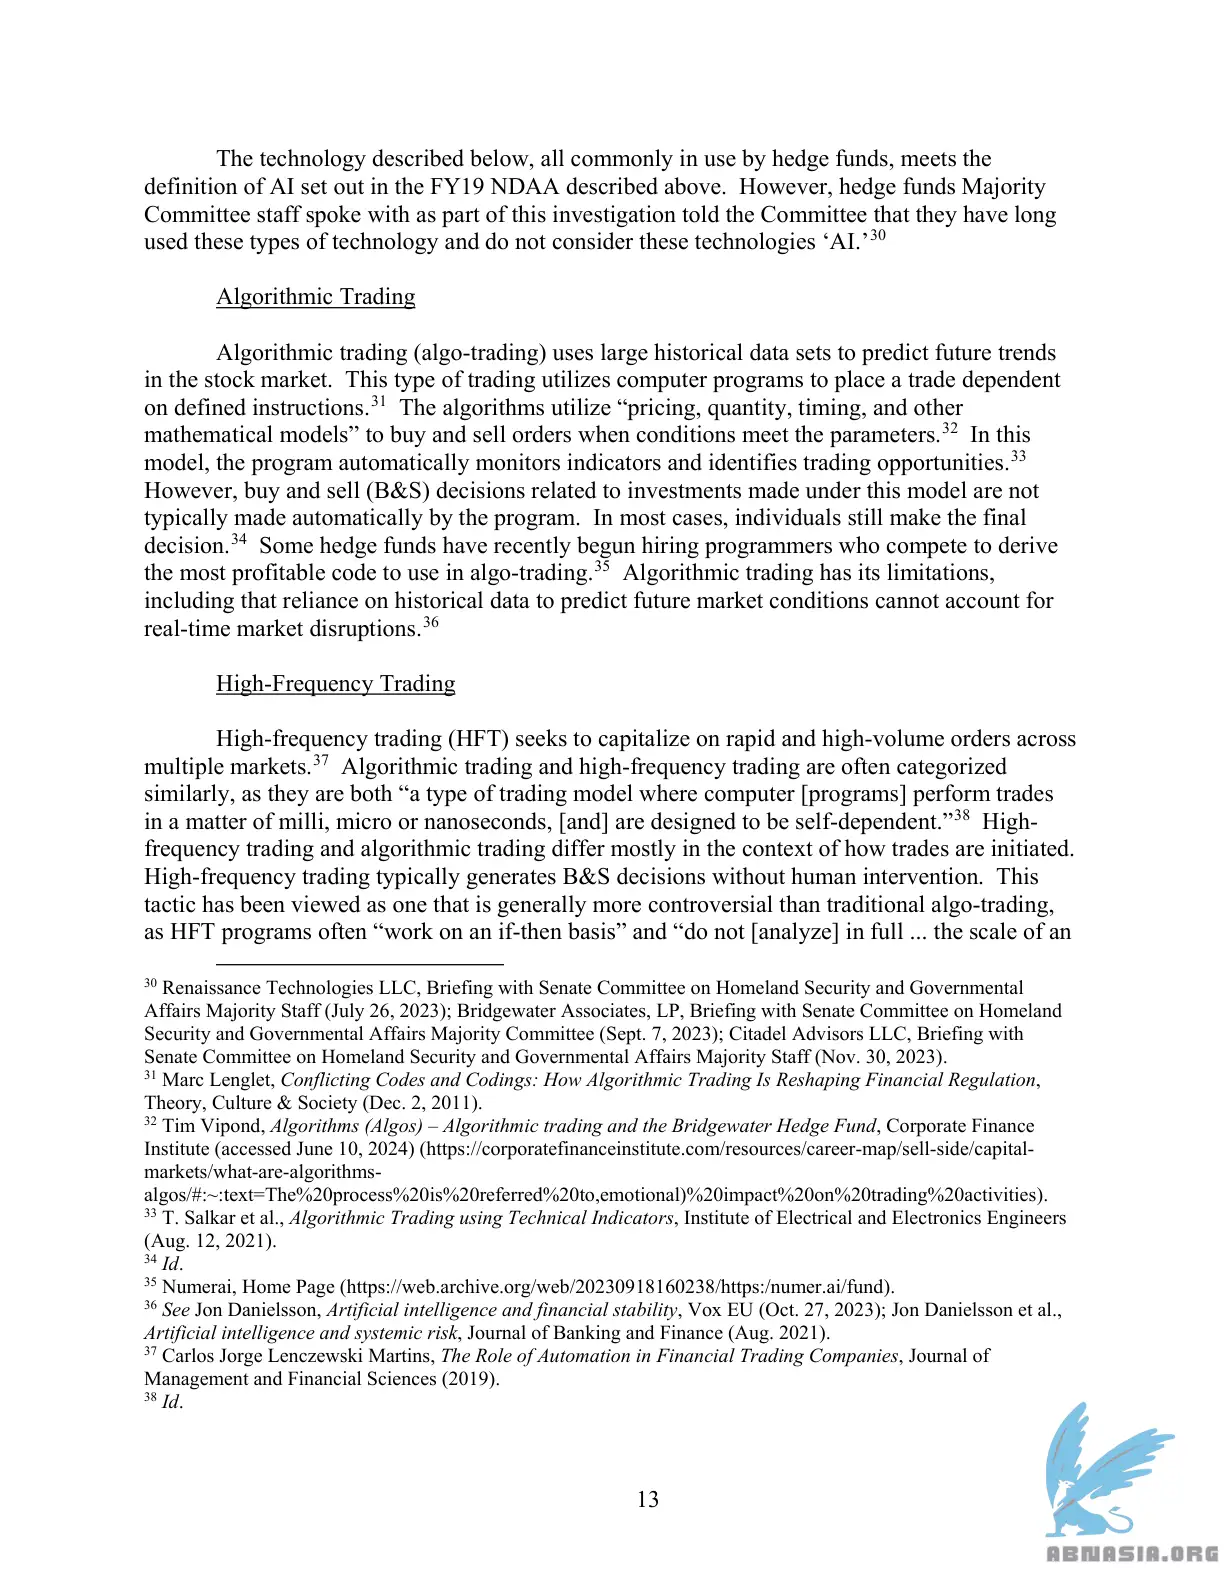 The technology described below, all commonly in use by hedge funds, meets the
definition of AI set out in the FY19 NDAA described above.  However, hedge funds Majority
Committee staff spoke with as part of this investigation told the Committee that they have long
used these types of technology and do not consider these technologies ‘AI.’30
Algorithmic Trading
Algorithmic trading (algo-trading) uses large historical data sets to predict future trends
in the stock market.  This type of trading utilizes computer programs to place a trade dependent
on defined instructions.31  The algorithms utilize “pricing, quantity, timing, and other
mathematical models” to buy and sell orders when conditions meet the parameters.32  In this
model, the program automatically monitors indicators and identifies trading opportunities.33
However, buy and sell (B&S) decisions related to investments made under this model are not
typically made automatically by the program.  In most cases, individuals still make the final
decision.34  Some hedge funds have recently begun hiring programmers who compete to derive
the most profitable code to use in algo-trading.35  Algorithmic trading has its limitations,
including that reliance on historical data to predict future market conditions cannot account for
real-time market disruptions.36
High-Frequency Trading
High-frequency trading (HFT) seeks to capitalize on rapid and high-volume orders across
multiple markets.37  Algorithmic trading and high-frequency trading are often categorized
similarly, as they are both “a type of trading model where computer [programs] perform trades
in a matter of milli, micro or nanoseconds, [and] are designed to be self-dependent.”38  High-
frequency trading and algorithmic trading differ mostly in the context of how trades are initiated.
High-frequency trading typically generates B&S decisions without human intervention.  This
tactic has been viewed as one that is generally more controversial than traditional algo-trading,
as HFT programs often “work on an if-then basis” and “do not [analyze] in full ... the scale of an
30 Renaissance Technologies LLC, Briefing with Senate Committee on Homeland Security and Governmental
Affairs Majority Staff (July 26, 2023); Bridgewater Associates, LP, Briefing with Senate Committee on Homeland
Security and Governmental Affairs Majority Committee (Sept. 7, 2023); Citadel Advisors LLC, Briefing with
Senate Committee on Homeland Security and Governmental Affairs Majority Staff (Nov. 30, 2023).
31 Marc Lenglet, Conflicting Codes and Codings: How Algorithmic Trading Is Reshaping Financial Regulation,
Theory, Culture & Society (Dec. 2, 2011).
32 Tim Vipond, Algorithms (Algos) – Algorithmic trading and the Bridgewater Hedge Fund, Corporate Finance
Institute (accessed June 10, 2024) (https://corporatefinanceinstitute.com/resources/career-map/sell-side/capital-
markets/what-are-algorithms-
algos/#:~:text=The%20process%20is%20referred%20to,emotional)%20impact%20on%20trading%20activities).
33 T. Salkar et al., Algorithmic Trading using Technical Indicators, Institute of Electrical and Electronics Engineers
(Aug. 12, 2021).
34 Id.
35 Numerai, Home Page (https://web.archive.org/web/20230918160238/https:/numer.ai/fund).
36 See Jon Danielsson, Artificial intelligence and financial stability, Vox EU (Oct. 27, 2023); Jon Danielsson et al.,
Artificial intelligence and systemic risk, Journal of Banking and Finance (Aug. 2021).
37 Carlos Jorge Lenczewski Martins, The Role of Automation in Financial Trading Companies, Journal of
Management and Financial Sciences (2019).
38 Id.
13
ABNASIA.ORG